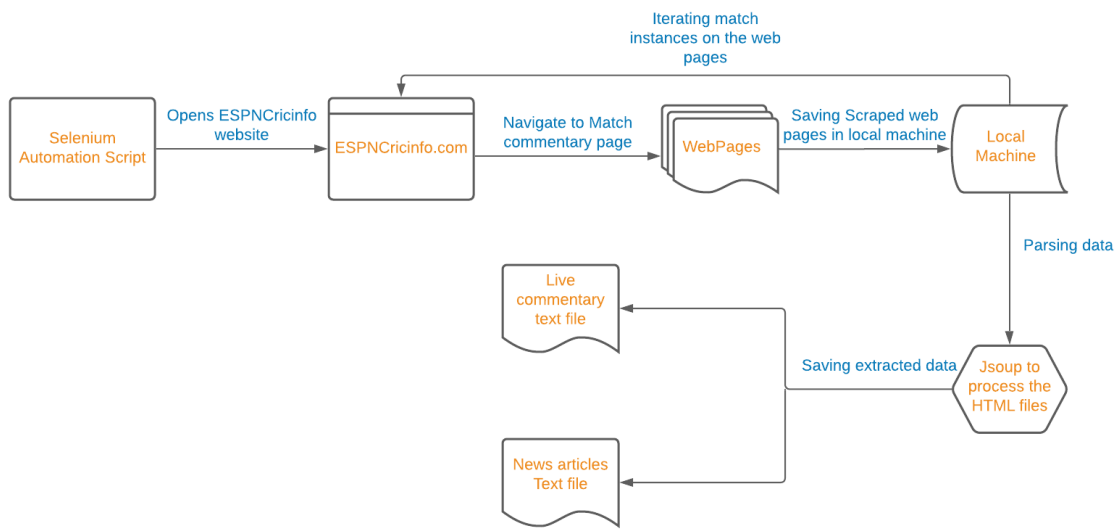 Iterating match
instances on the web
pages
Selenium
Automation Script
Opens ESPNCricinfo
website
ESPNCricinfo.com
Navigate to Match
commentary page
WebPages
Saving Scraped web
pages in local machine
Local
Machine
Parsing data
Live
commentary
text file
Saving extracted data
Jsoup to
process the
HTML files
News articles
Text file